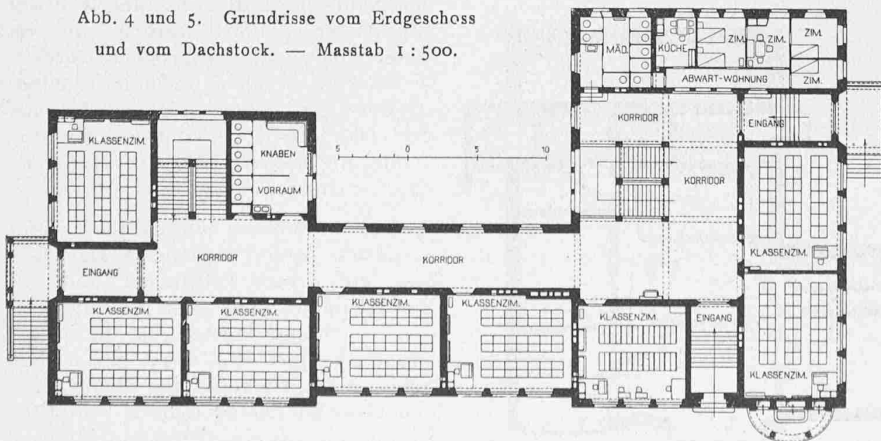 Abb. 4 und 5. Grundrisse vom Erdgeschoss
und vom Dachstock. — Masstab 1 : 500.
MÄD.
KÜCHE
ZIM.
ZIM.
ZIM.
ABWART-WOHNUNG
ZIM.
KLASSENZIM.
KNABEN
VORRAUM
5 0 5 10
KORRIDOR
EINGANG
KORRIDOR
KLASSENZIM.
EINGANG
KORRIDOR
KORRIDOR
KLASSENZIM.
KLASSENZIM.
KLASSENZIM.
KLASSENZIM.
KLASSENZIM.
EINGANG
KLASSENZIM.